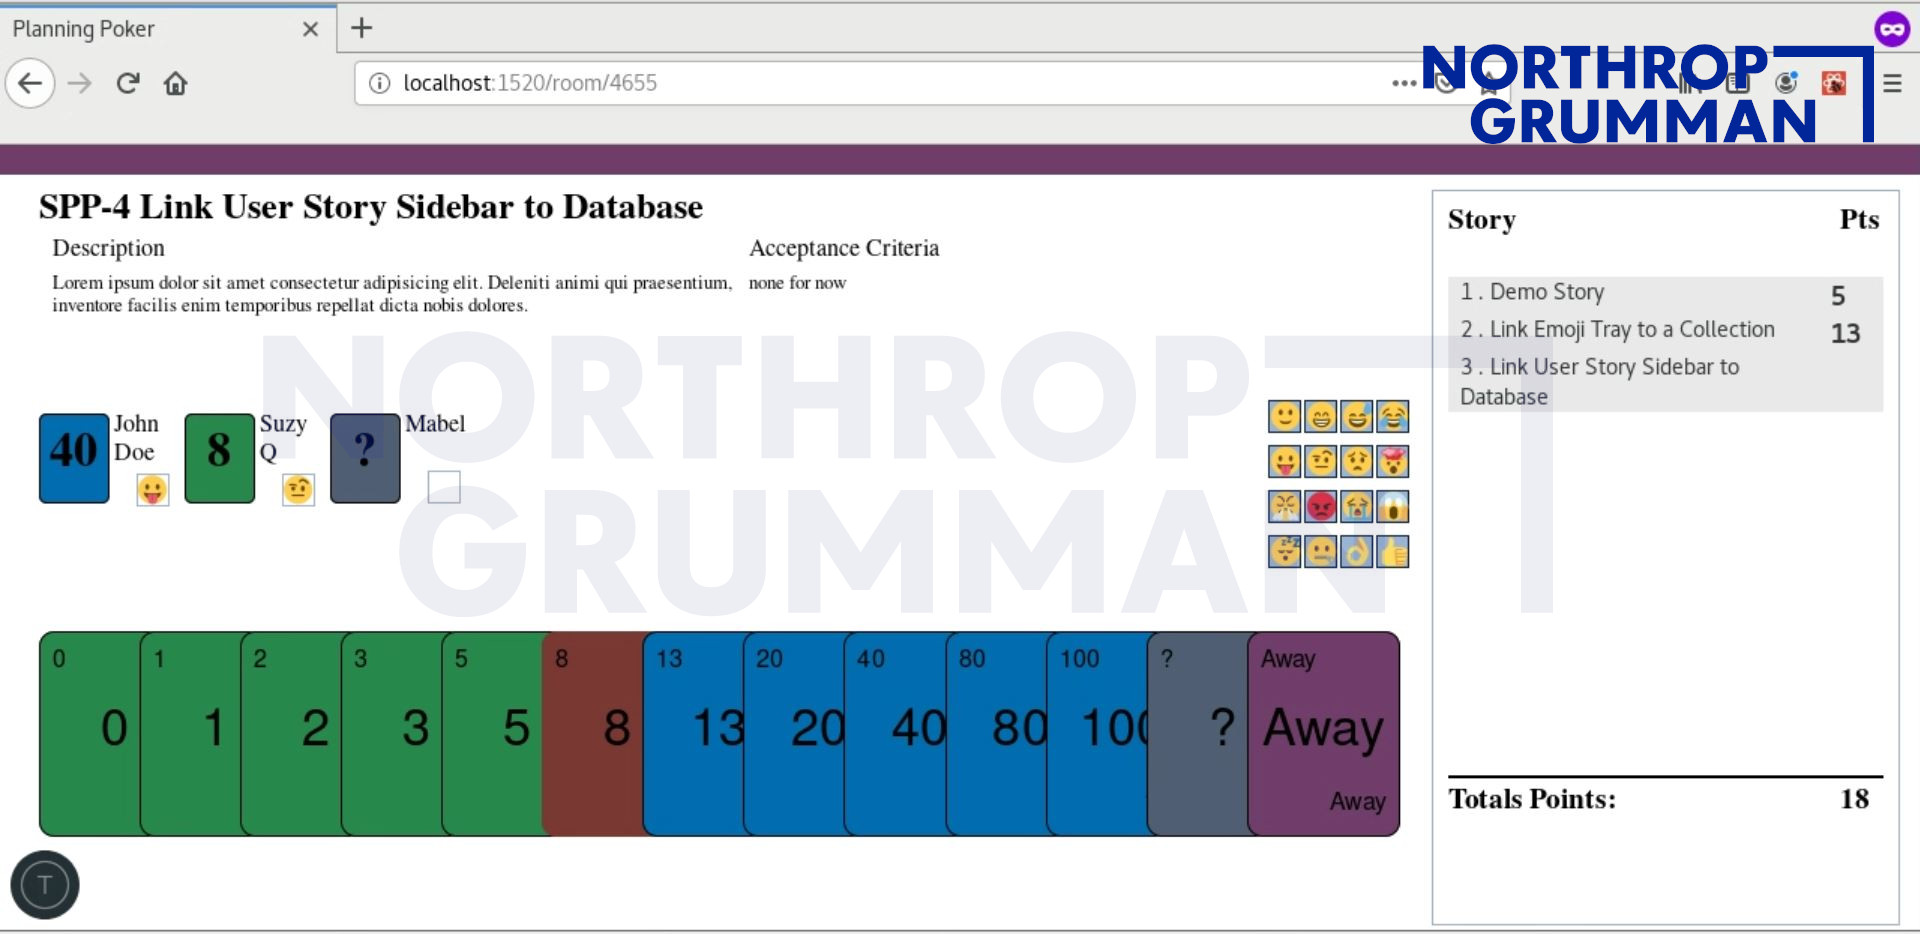 Planning Poker
localhost:1520/room/4655
NORTHROP
GRUMMAN
SPP-4 Link User Story Sidebar to Database
Description
Lorem ipsum dolor sit amet consectetur adipisicing elit. Deleniti animi qui praesentium,
inventore facilis enim temporibus repellat dicta nobis dolores.
Acceptance Criteria
none for now
NORTHROP
GRUMMAN
40
John
Doe
8
Suzy
Q
?
Mabel
0
0
1
1
2
2
3
3
5
5
8
8
13
13
20
20
40
40
80
80
100
100
?
?
Away
Away
Away
T
Story Pts
1 . Demo Story 5
2 . Link Emoji Tray to a Collection 13
3 . Link User Story Sidebar to
Database
Totals Points: 18